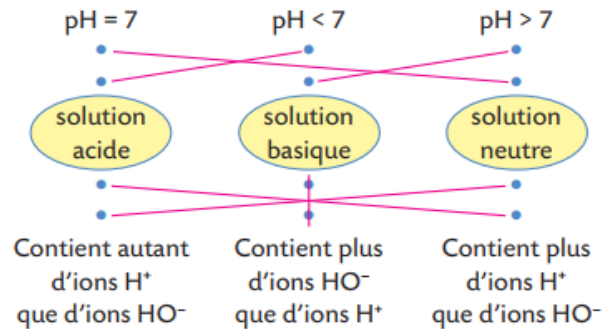 pH = 7
pH < 7
pH > 7
solution
acide
solution
basique
solution
neutre
Contient autant
d'ions H⁺
que d'ions HO⁻
Contient plus
d'ions HO⁻
que d'ions H⁺
Contient plus
d'ions H⁺
que d'ions HO⁻